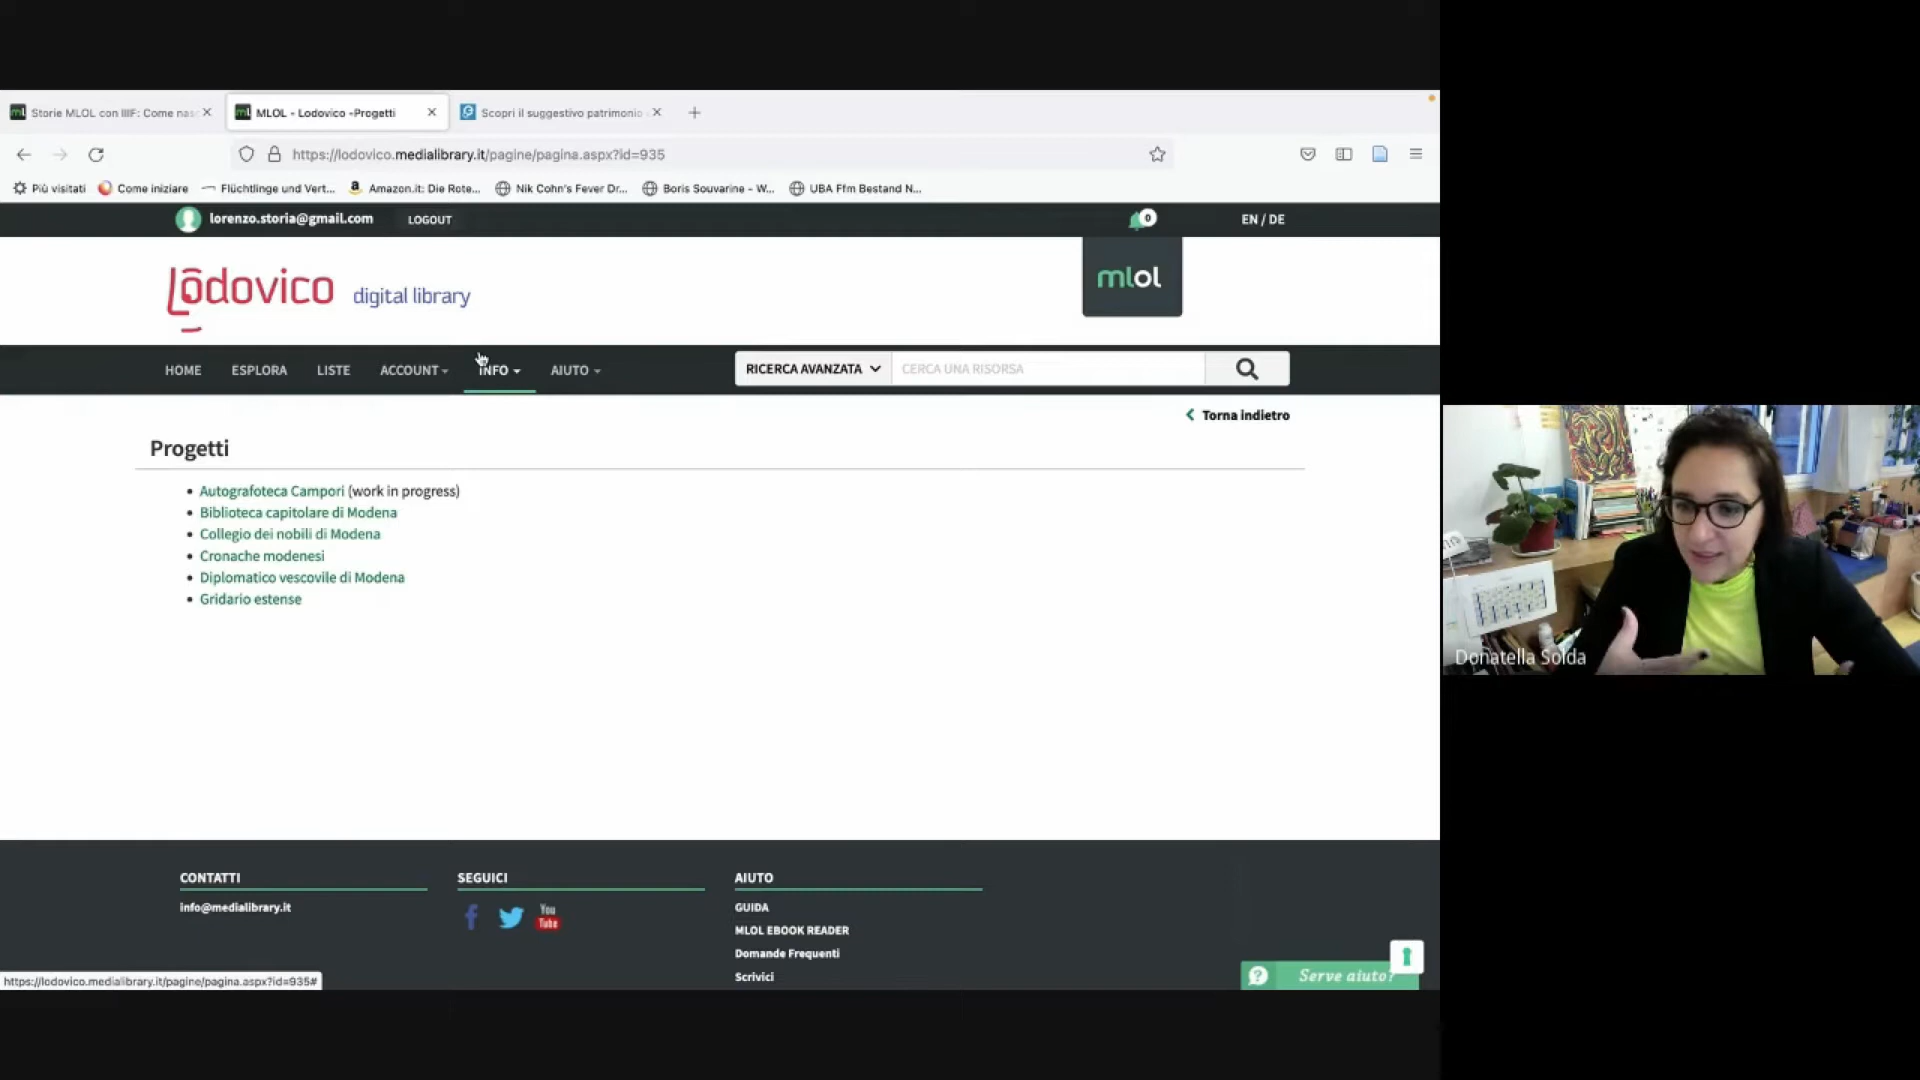 Storie MLOL con IIIF: Come nas
MLOL - Lodovico -Progetti
Scopri il suggestivo patrimonio
https://lodovico.medialibrary.it/pagine/pagina.aspx?id=935
Più visitati
Come iniziare
Flüchtlinge und Vert...
Amazon.it: Die Rote...
Nik Cohn's Fever Dr...
Boris Souvarine - W...
UBA Ffm Bestand N...
lorenzo.storia@gmail.com
LOGOUT
0
EN / DE
Lodovico digital library
mlol
HOME
ESPLORA
LISTE
ACCOUNT
INFO
AIUTO
RICERCA AVANZATA
CERCA UNA RISORSA
Torna indietro
Progetti
Autografoteca Campori (work in progress)
Biblioteca capitolare di Modena
Collegio dei nobili di Modena
Cronache modenesi
Diplomatico vescovile di Modena
Gridario estense
Donatella Solda
CONTATTI
info@medialibrary.it
SEGUICI
You
Tube
AIUTO
GUIDA
MLOL EBOOK READER
Domande Frequenti
Scrivici
Serve aiuto?
https://lodovico.medialibrary.it/pagine/pagina.aspx?id=935#